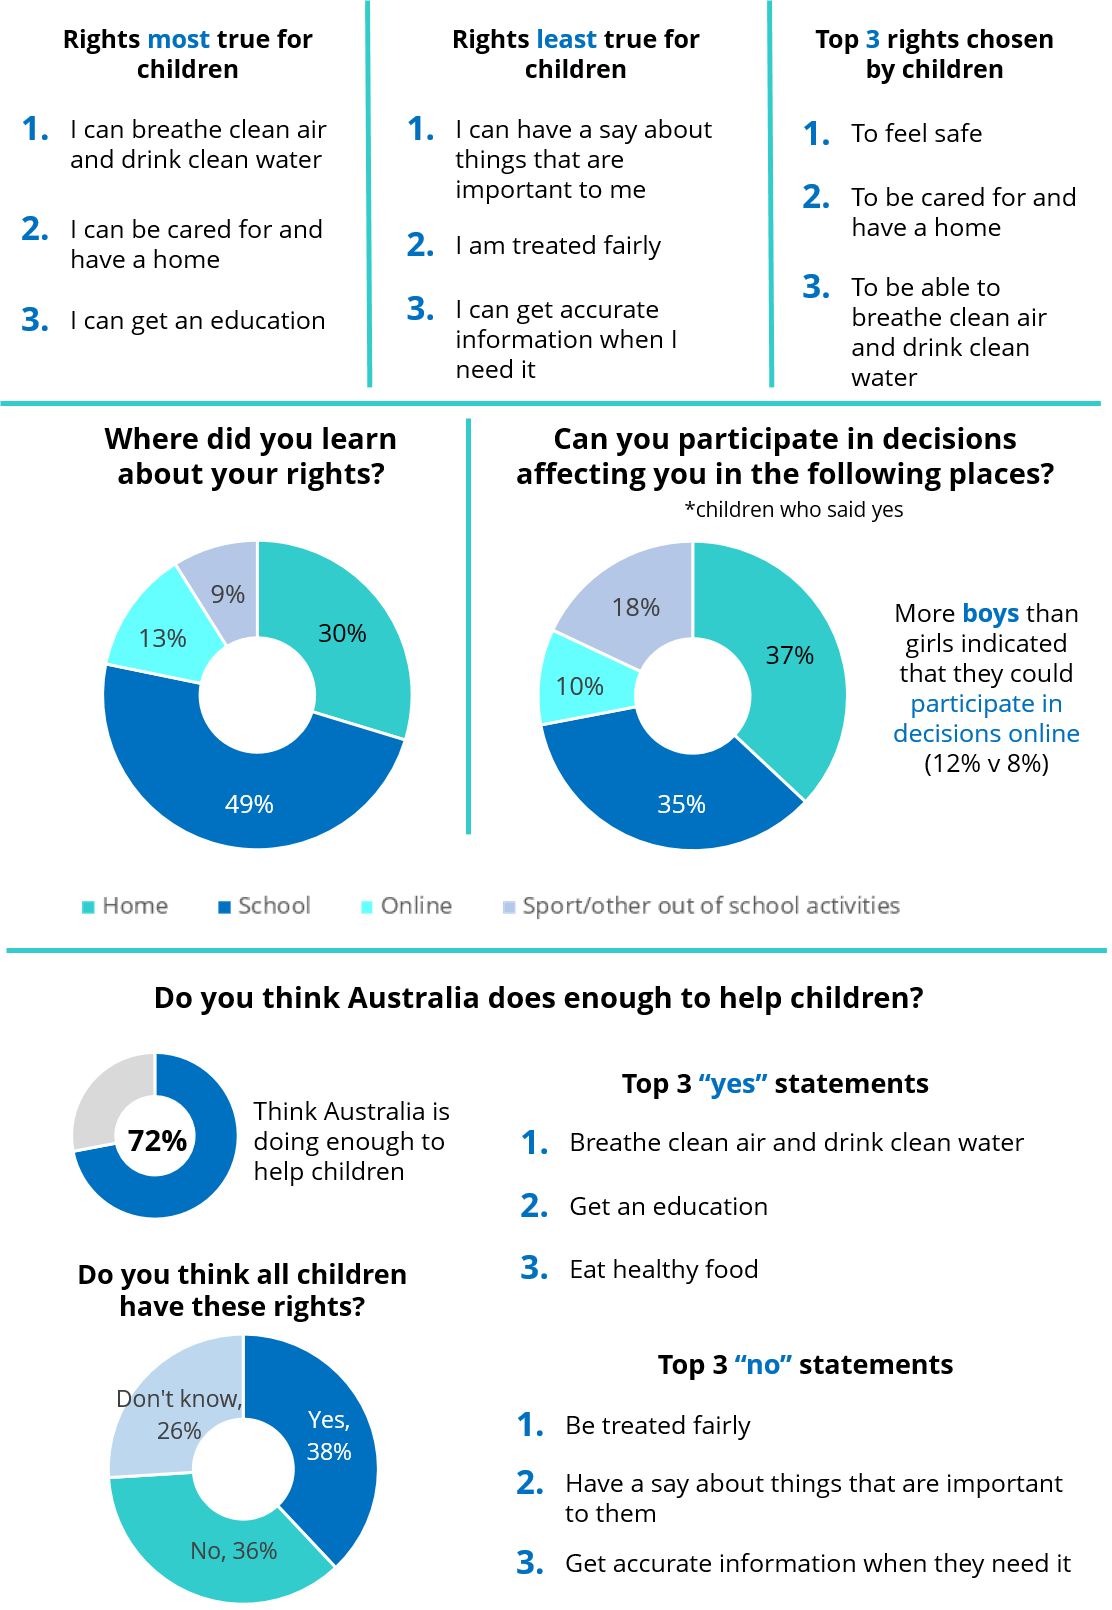 Rights most true for
children
1. I can breathe clean air
and drink clean water
2. I can be cared for and
have a home
3. I can get an education
Rights least true for
children
1. I can have a say about
things that are
important to me
2. I am treated fairly
3. I can get accurate
information when I
need it
Top 3 rights chosen
by children
1. To feel safe
2. To be cared for and
have a home
3. To be able to
breathe clean air
and drink clean
water
Where did you learn
about your rights?
9%
30%
13%
49%
Can you participate in decisions
affecting you in the following places?
*children who said yes
18%
37%
10%
35%
More boys than
girls indicated
that they could
participate in
decisions online
(12% v 8%)
Home School Online Sport/other out of school activities
Do you think Australia does enough to help children?
72%
Think Australia is
doing enough to
help children
Do you think all children
have these rights?
Don't know,
26%
Yes,
38%
No, 36%
Top 3 “yes” statements
1. Breathe clean air and drink clean water
2. Get an education
3. Eat healthy food
Top 3 “no” statements
1. Be treated fairly
2. Have a say about things that are important
to them
3. Get accurate information when they need it